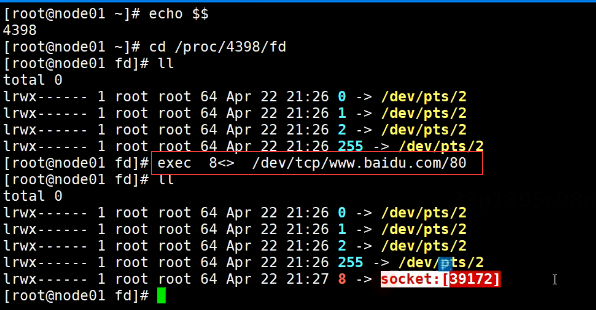 [root@node01 ~]# echo $$
4398
[root@node01 ~]# cd /proc/4398/fd
[root@node01 fd]# ll
total 0
lrwx------ 1 root root 64 Apr 22 21:26 0 -> /dev/pts/2
lrwx------ 1 root root 64 Apr 22 21:26 1 -> /dev/pts/2
lrwx------ 1 root root 64 Apr 22 21:26 2 -> /dev/pts/2
lrwx------ 1 root root 64 Apr 22 21:26 255 -> /dev/pts/2
[root@node01 fd]# exec  8<>  /dev/tcp/www.baidu.com/80
[root@node01 fd]# ll
total 0
lrwx------ 1 root root 64 Apr 22 21:26 0 -> /dev/pts/2
lrwx------ 1 root root 64 Apr 22 21:26 1 -> /dev/pts/2
lrwx------ 1 root root 64 Apr 22 21:26 2 -> /dev/pts/2
lrwx------ 1 root root 64 Apr 22 21:26 255 -> /dev/pts/2
lrwx------ 1 root root 64 Apr 22 21:27 8 -> socket:[39172]
[root@node01 fd]#